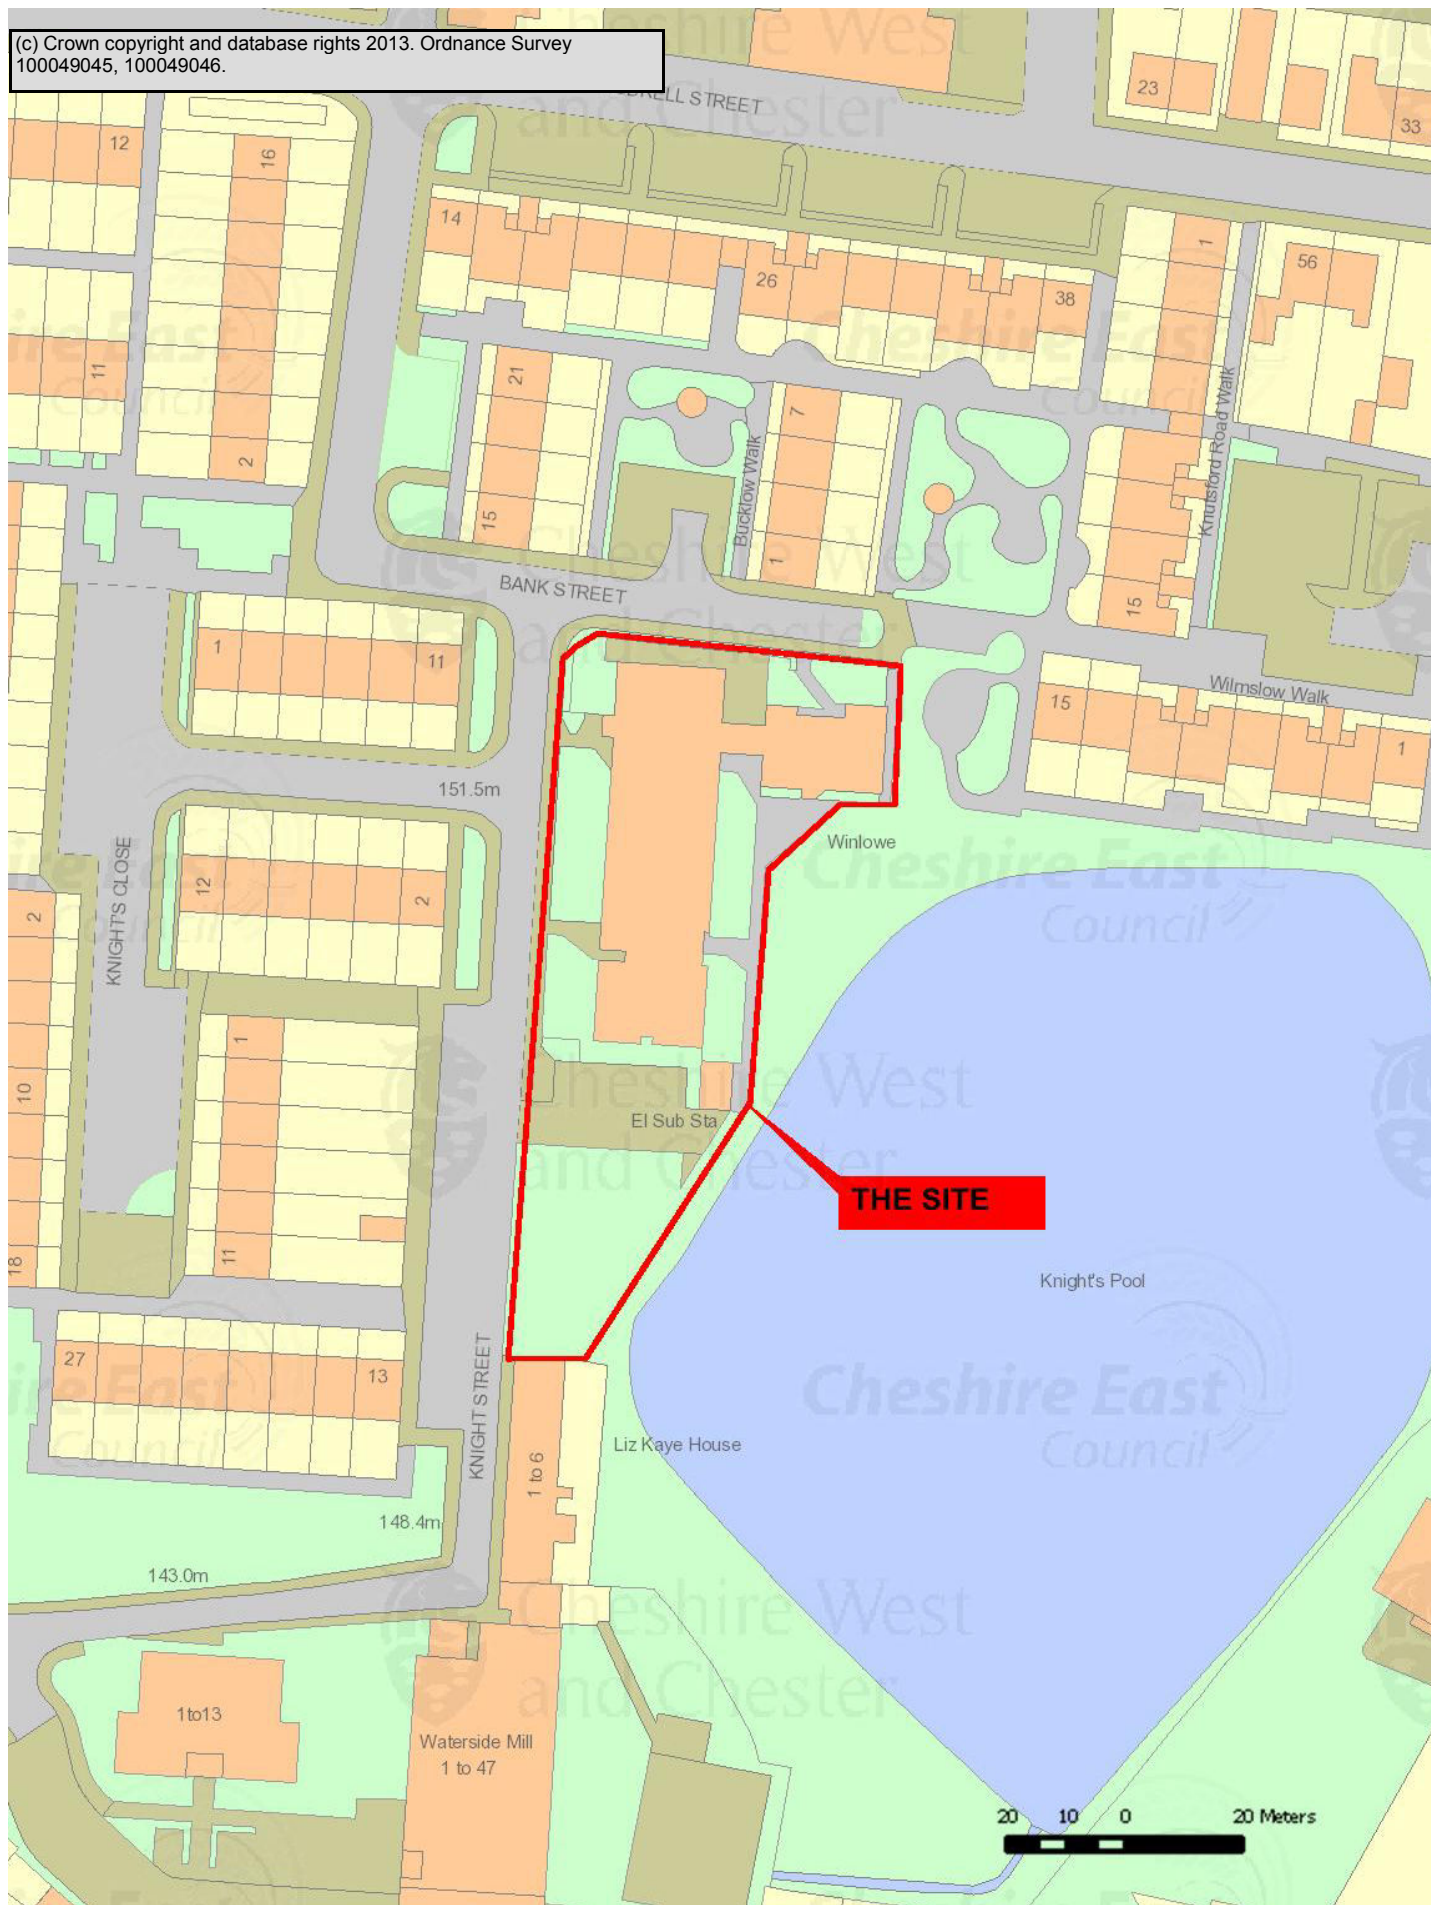 (c) Crown copyright and database rights 2013. Ordnance Survey
100049045, 100049046.
STREET
23
33
12
16
14
26
38
1
56
11
2
21
15
7
1
Bucklow Walk
Knutsford Road Walk
15
BANK STREET
1
11
15
Wilmslow Walk
1
151.5m
Winlowe
KNIGHT'S CLOSE
12
2
2
10
18
1
11
El Sub Sta
THE SITE
Knight's Pool
27
13
KNIGHT STREET
Liz Kaye House
1 to 6
148.4m
143.0m
1to13
Waterside Mill
1 to 47
20 10 0 20 Meters
Cheshire West
and Chester
Cheshire East
Council